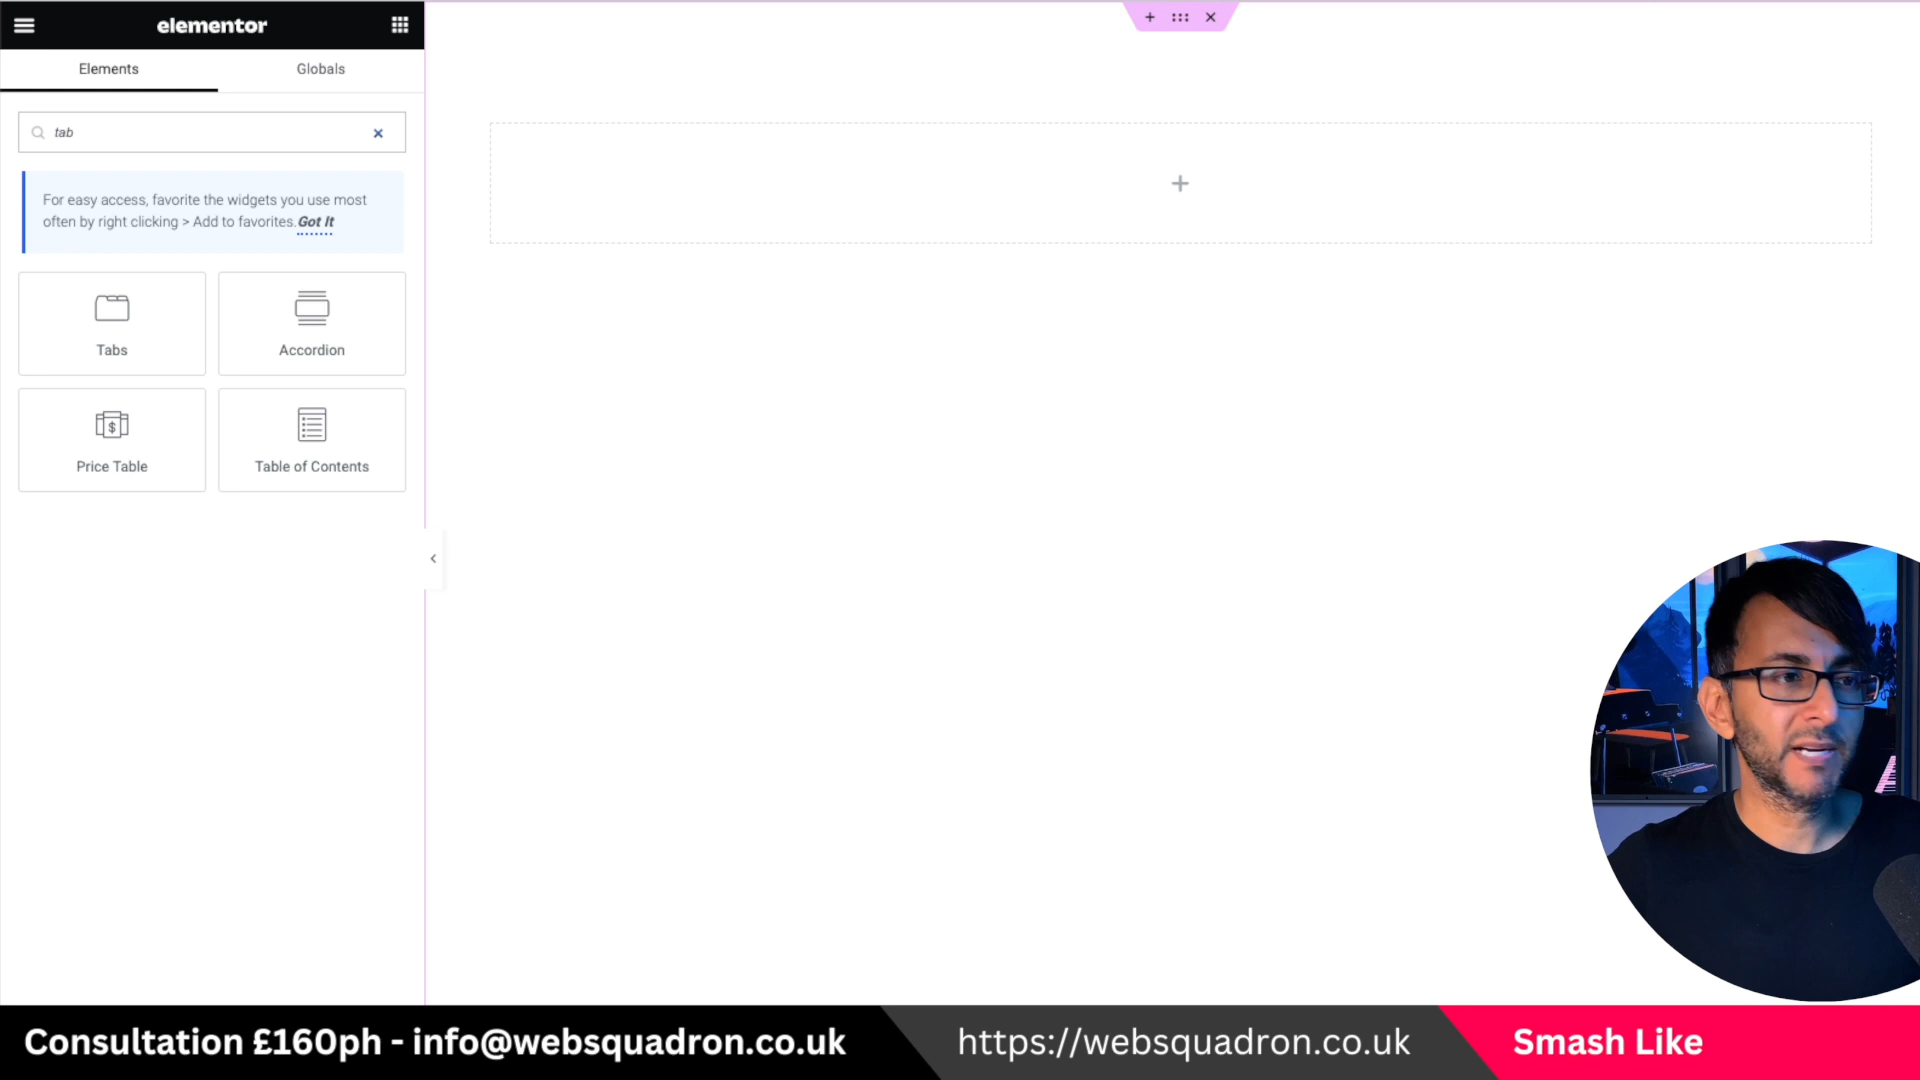 elementor
Elements
Globals
tab
For easy access, favorite the widgets you use most
often by right clicking > Add to favorites. Got It
Tabs
Accordion
Price Table
Table of Contents
Consultation £160ph - info@websquadron.co.uk
https://websquadron.co.uk
Smash Like